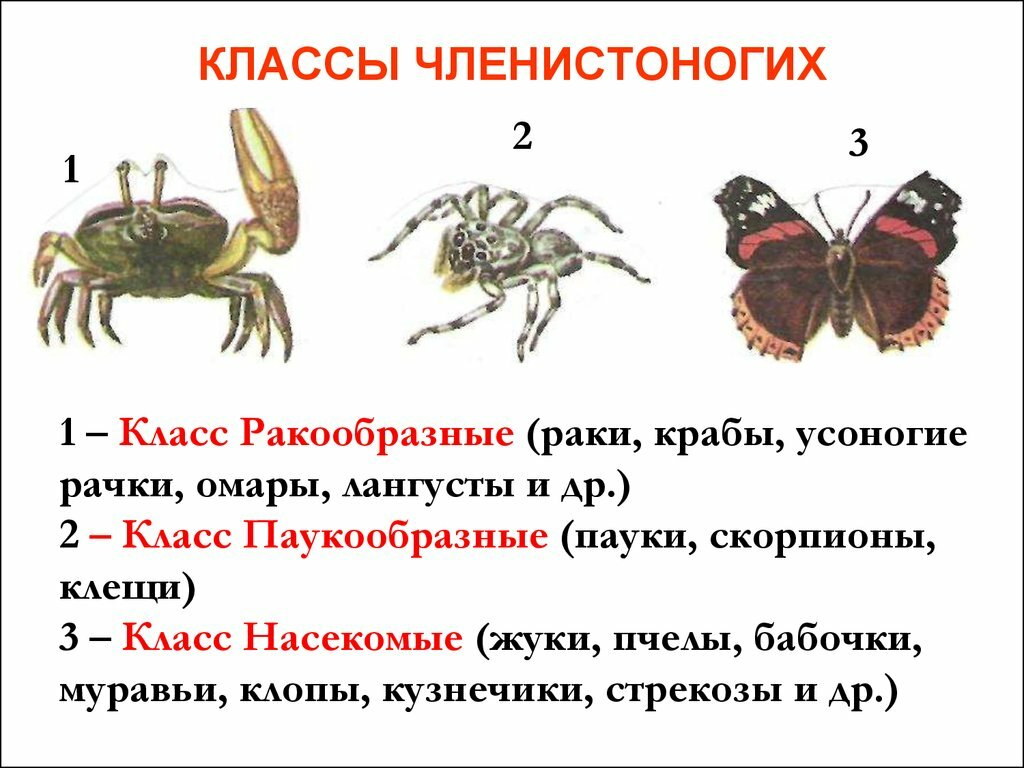 КЛАССЫ ЧЛЕНИСТОНОГИХ
1
2
3
1 – Класс Ракообразные (раки, крабы, усоногие
рачки, омары, лангусты и др.)
2 – Класс Паукообразные (пауки, скорпионы,
клещи)
3 – Класс Насекомые (жуки, пчелы, бабочки,
муравьи, клопы, кузнечики, стрекозы и др.)